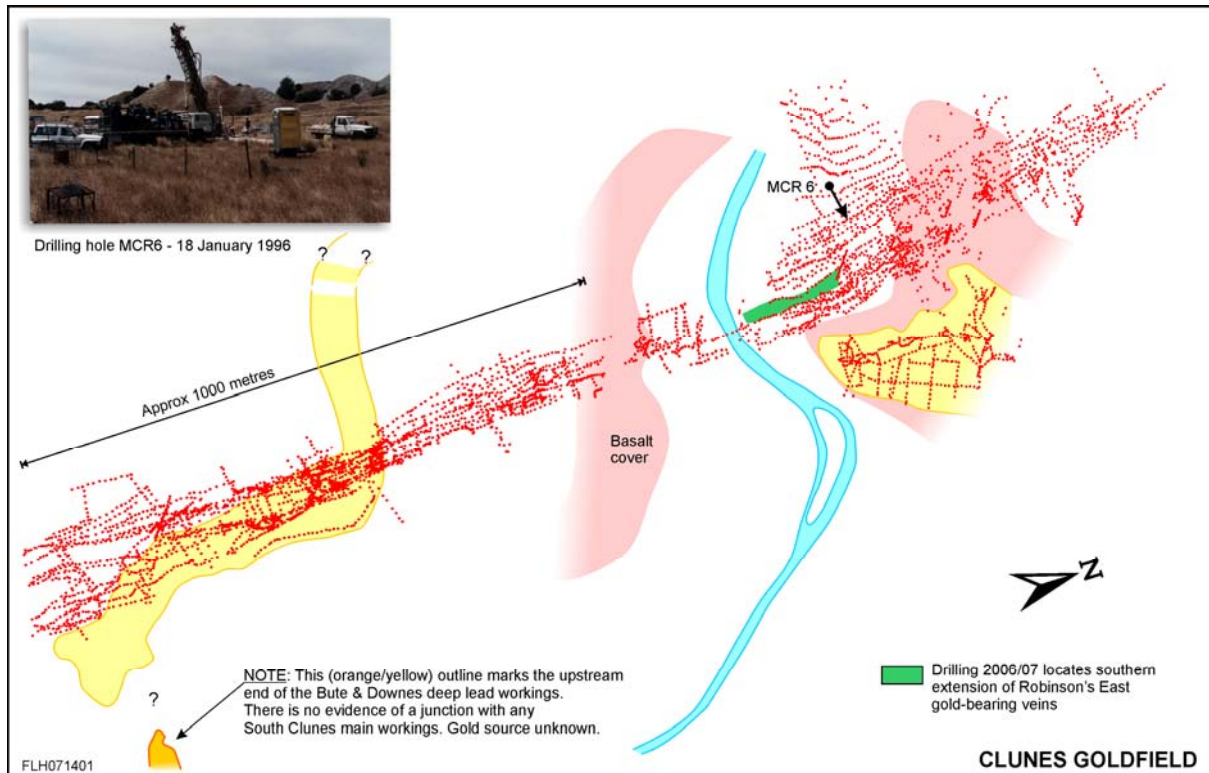 Drilling hole MCR6 - 18 January 1996
MCR 6
?
?
Approx 1000 metres
Basalt
cover
N
NOTE: This (orange/yellow) outline marks the upstream
end of the Bute & Downes deep lead workings.
There is no evidence of a junction with any
South Clunes main workings. Gold source unknown.
?
Drilling 2006/07 locates southern
extension of Robinson's East
gold-bearing veins
FLH071401
CLUNES GOLDFIELD